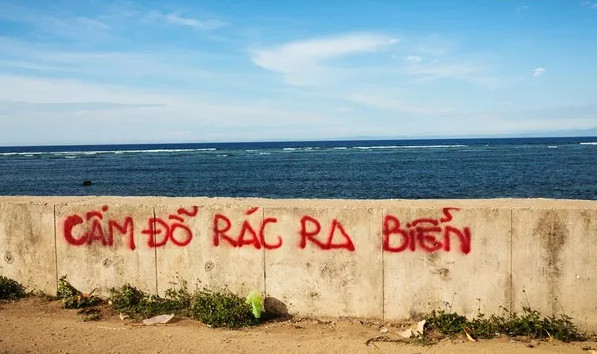 CẤM ĐỔ RÁC RA BIỂN